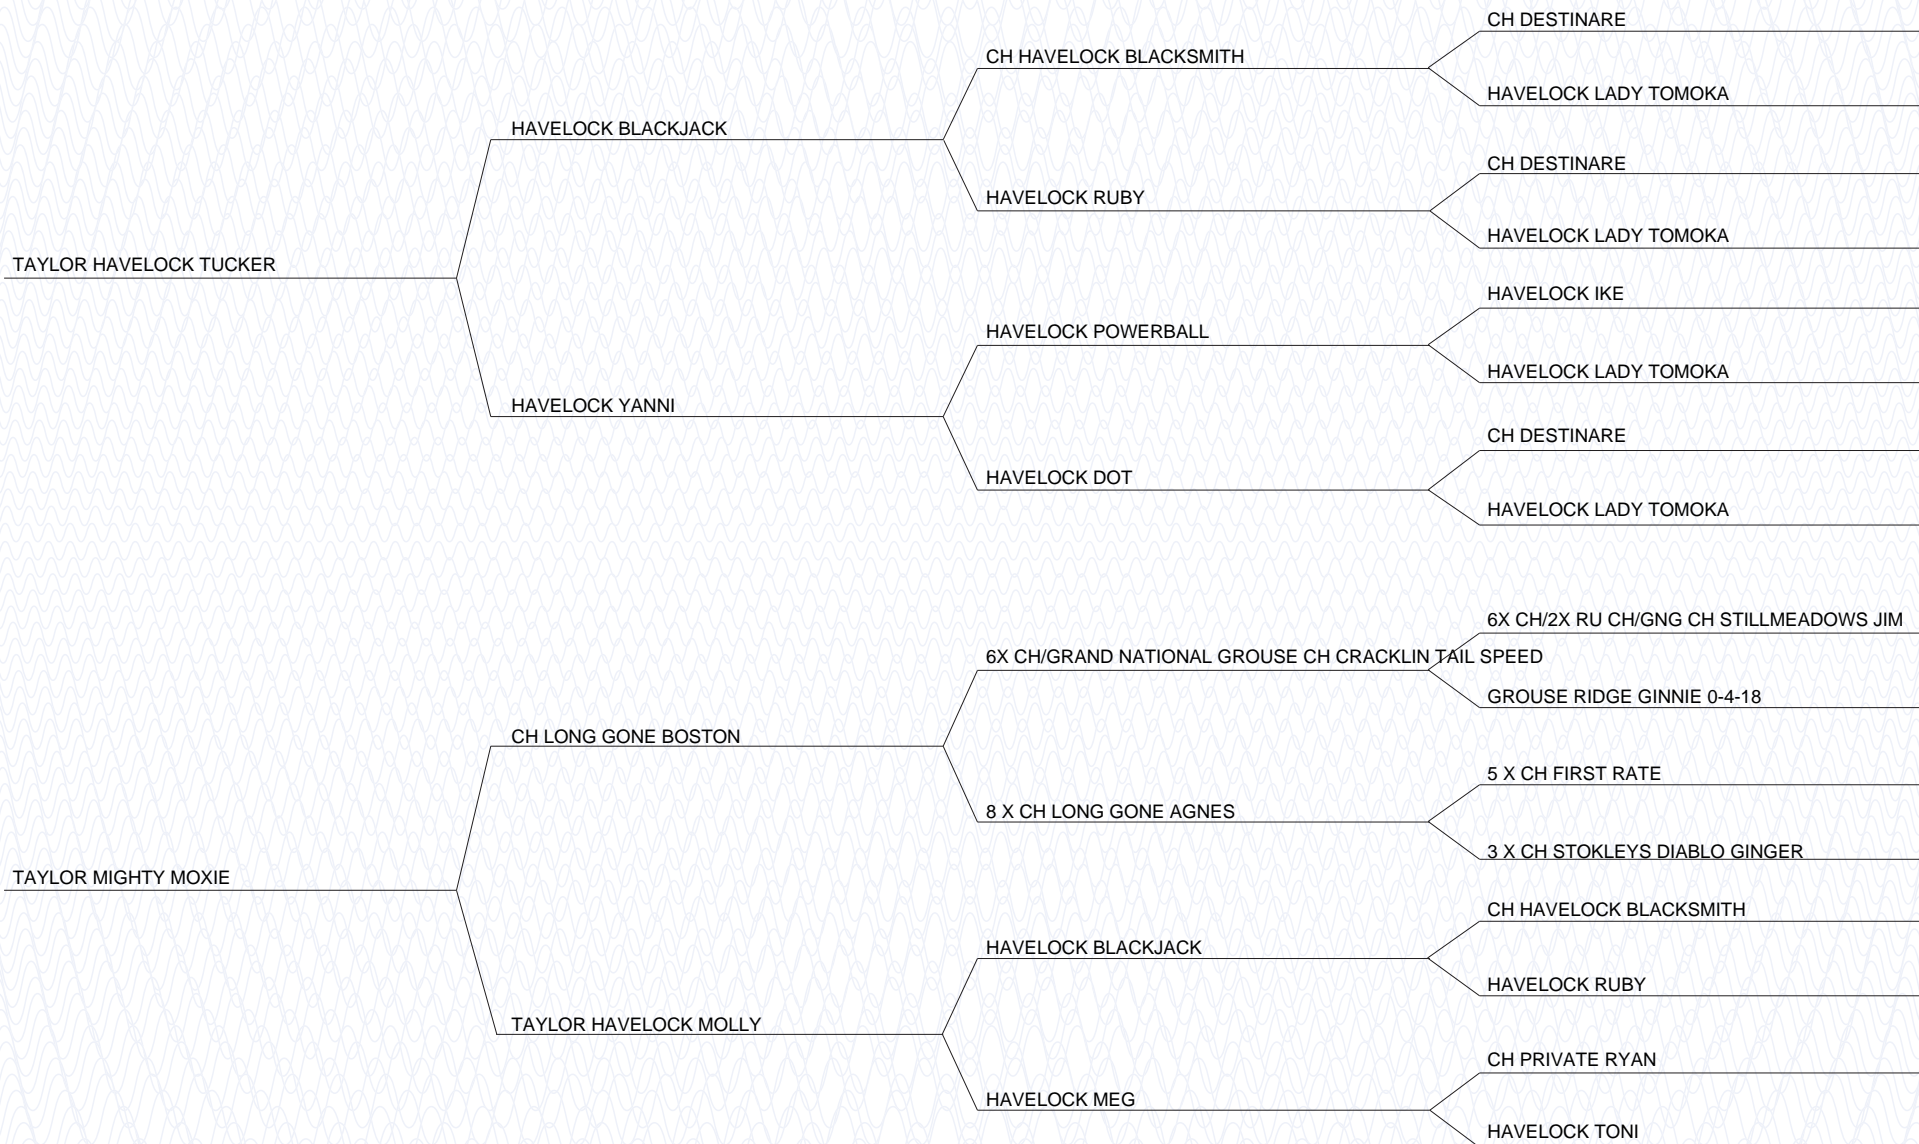 CH DESTINARE
CH HAVELOCK BLACKSMITH
HAVELOCK LADY TOMOKA
HAVELOCK BLACKJACK
CH DESTINARE
HAVELOCK RUBY
HAVELOCK LADY TOMOKA
TAYLOR HAVELOCK TUCKER
HAVELOCK IKE
HAVELOCK POWERBALL
HAVELOCK LADY TOMOKA
HAVELOCK YANNI
CH DESTINARE
HAVELOCK DOT
HAVELOCK LADY TOMOKA
6X CH/2X RU CH/GNG CH STILLMEADOWS JIM
6X CH/GRAND NATIONAL GROUSE CH CRACKLIN TAIL SPEED
GROUSE RIDGE GINNIE 0-4-18
CH LONG GONE BOSTON
5 X CH FIRST RATE
8 X CH LONG GONE AGNES
3 X CH STOKLEYS DIABLO GINGER
TAYLOR MIGHTY MOXIE
CH HAVELOCK BLACKSMITH
HAVELOCK BLACKJACK
HAVELOCK RUBY
TAYLOR HAVELOCK MOLLY
CH PRIVATE RYAN
HAVELOCK MEG
HAVELOCK TONI